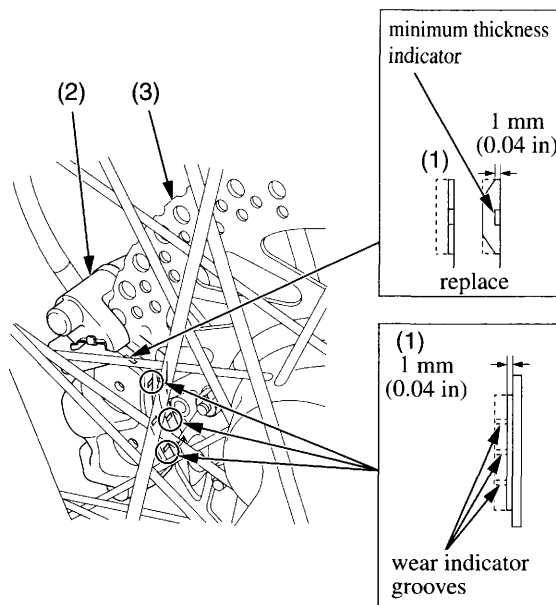 minimum thickness
indicator
(2)
(3)
1 mm
(0.04 in)
(1)
replace
(1)
1 mm
(0.04 in)
wear indicator
grooves